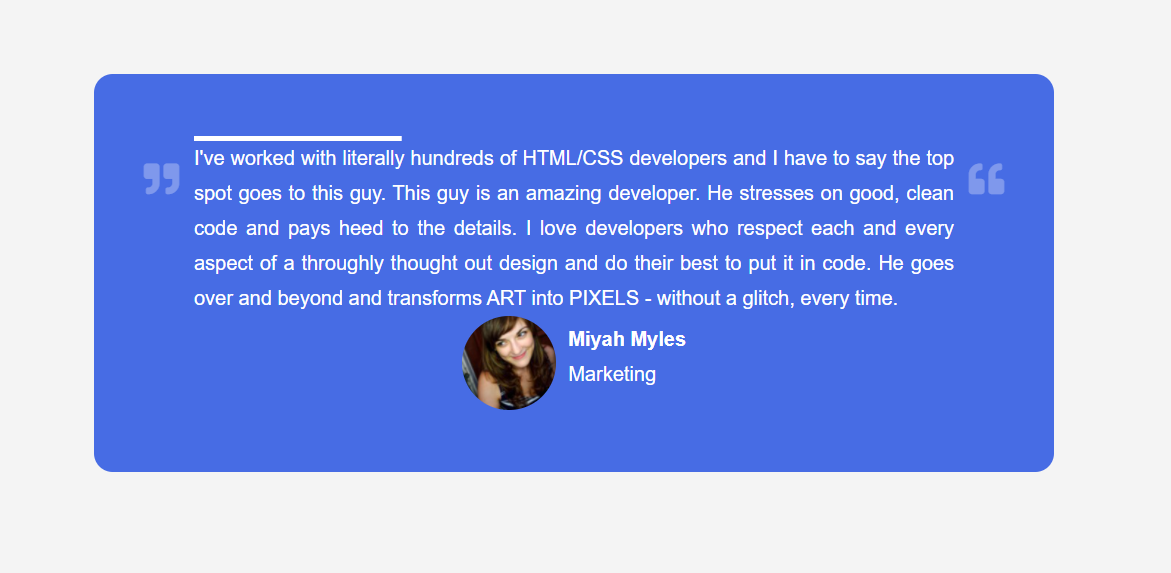 I've worked with literally hundreds of HTML/CSS developers and I have to say the top
spot goes to this guy. This guy is an amazing developer. He stresses on good, clean
code and pays heed to the details. I love developers who respect each and every
aspect of a throughly thought out design and do their best to put it in code. He goes
over and beyond and transforms ART into PIXELS - without a glitch, every time.
Miyah Myles
Marketing